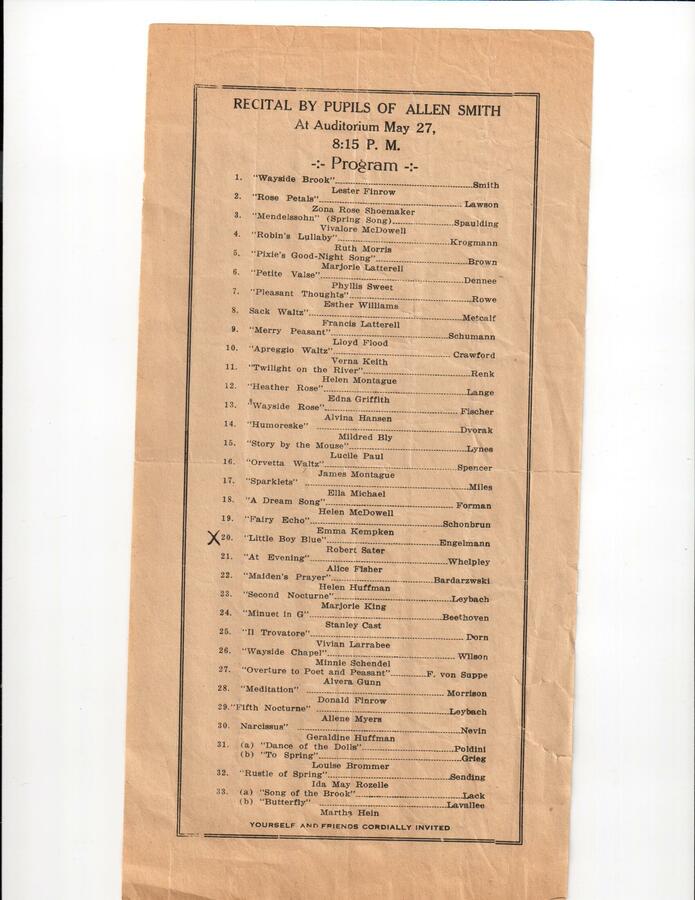 RECITAL BY PUPILS OF ALLEN SMITH
At Auditorium May 27,
8:15 P. M.
-:- Program -:-
1. "Wayside Brook"........Smith
Lester Finrow
2. "Rose Petals"........Lawson
Zona Rose Shoemaker
3. "Mendelssohn" (Spring Song)........Spaulding
Vivalore McDowell
4. "Robin's Lullaby"........Krogmann
Ruth Morris
5. "Pixie's Good-Night Song"........Brown
Marjorie Latterell
6. "Petite Valse"........Dennee
Phyllis Sweet
7. "Pleasant Thoughts"........Rowe
Esther Williams
8. Sack Waltz"........Metcalf
Francis Latterell
9. "Merry Peasant"........Schumann
Lloyd Flood
10. "Apreggio Waltz"........Crawford
Verna Keith
11. "Twilight on the River"........Renk
Helen Montague
12. "Heather Rose"........Lange
Edna Griffith
13. "Wayside Rose"........Fischer
Alvina Hansen
14. "Humoreske" ........Dvorak
Mildred Bly
15. "Story by the Mouse"........Lynes
Lucile Paul
16. "Orvetta Waltz"........Spencer
James Montague
17. "Sparklets" ........Miles
Ella Michael
18. "A Dream Song"........Forman
Helen McDowell
19. "Fairy Echo"........Schonbrun
Emma Kempken
X 20. "Little Boy Blue"........Engelmann
Robert Sater
21. "At Evening"........Whelpley
Alice Fisher
22. "Maiden's Prayer"........Bardarzwski
Helen Huffman
23. "Second Nocturne"........Leybach
Marjorie King
24. "Minuet in G"........Beethoven
Stanley Cast
25. "Il Trovatore"........Dorn
Vivian Larrabee
26. "Wayside Chapel"........Wilson
Minnie Schendel
27. "Overture to Poet and Peasant"........F. von Suppe
Alvera Gunn
28. "Meditation" ........Morrison
Donald Finrow
29. "Fifth Nocturne" ........Leybach
Allene Myers
30. Narcissus" ........Nevin
Geraldine Huffman
31. (a) "Dance of the Dolls"........Poldini
(b) "To Spring"........Grieg
Louise Brommer
32. "Rustle of Spring"........Sending
Ida May Rozelle
33. (a) "Song of the Brook"........Lack
(b) "Butterfly" ........Lavallee
Martha Hein
YOURSELF AND FRIENDS CORDIALLY INVITED